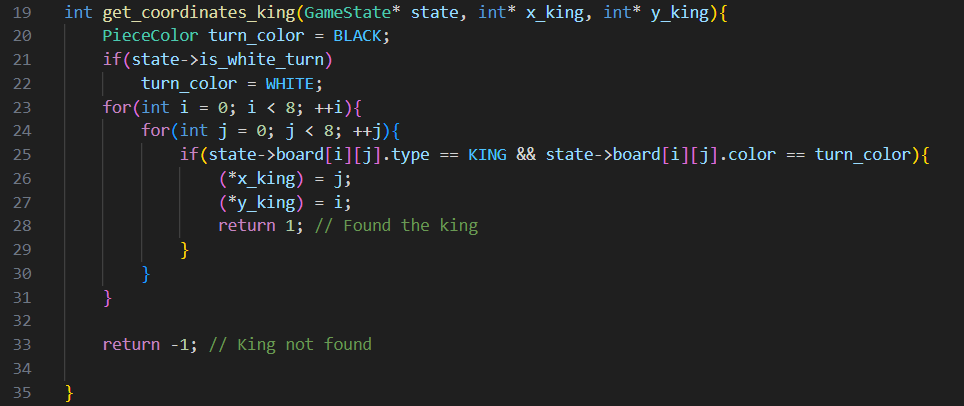 19 int get_coordinates_king(GameState* state, int* x_king, int* y_king){
20     PieceColor turn_color = BLACK;
21     if(state->is_white_turn)
22         turn_color = WHITE;
23     for(int i = 0; i < 8; ++i){
24         for(int j = 0; j < 8; ++j){
25             if(state->board[i][j].type == KING && state->board[i][j].color == turn_color){
26                 (*x_king) = j;
27                 (*y_king) = i;
28                 return 1; // Found the king
29             }
30         }
31     }
32
33     return -1; // King not found
34
35 }